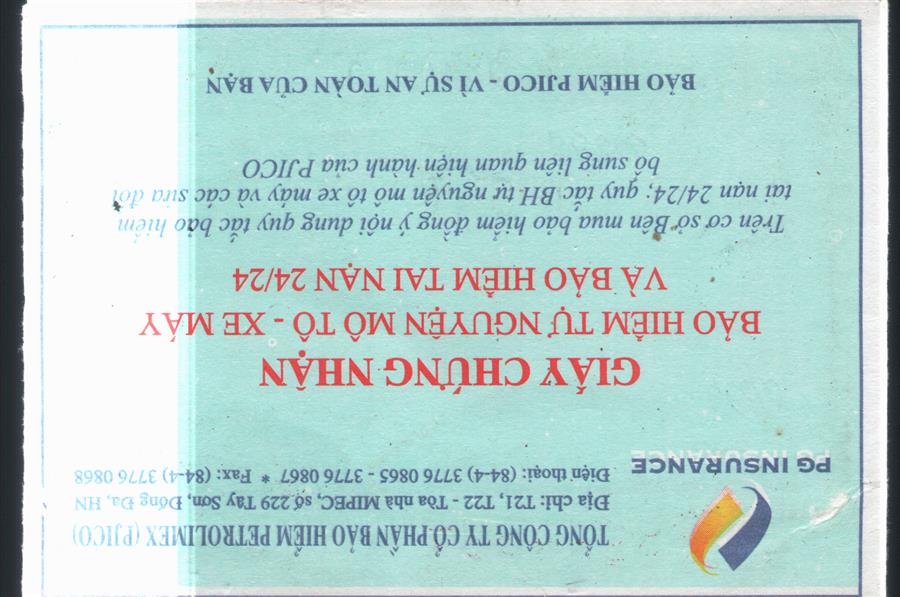 TỔNG CÔNG TY CỔ PHẦN BẢO HIỂM PETROLIMEX (PJICO)
Địa chỉ: T21, T22 - Tòa nhà MIPEC, số 229 Tây Sơn, Đống Đa, HN
Điện thoại: (84-4) 3776 0865 - 3776 0867 * Fax: (84-4) 3776 0868
PG INSURANCE
GIẤY CHỨNG NHẬN
BẢO HIỂM TỰ NGUYỆN MÔ TÔ - XE MÁY
VÀ BẢO HIỂM TAI NẠN 24/24
Trên cơ sở Bên mua bảo hiểm đồng ý nội dung quy tắc bảo hiểm
tai nạn 24/24; quy tắc BH tự nguyện mô tô xe máy và các sửa đổi
bổ sung liên quan hiện hành của PJICO
BẢO HIỂM PJICO - VÌ SỰ AN TOÀN CỦA BẠN